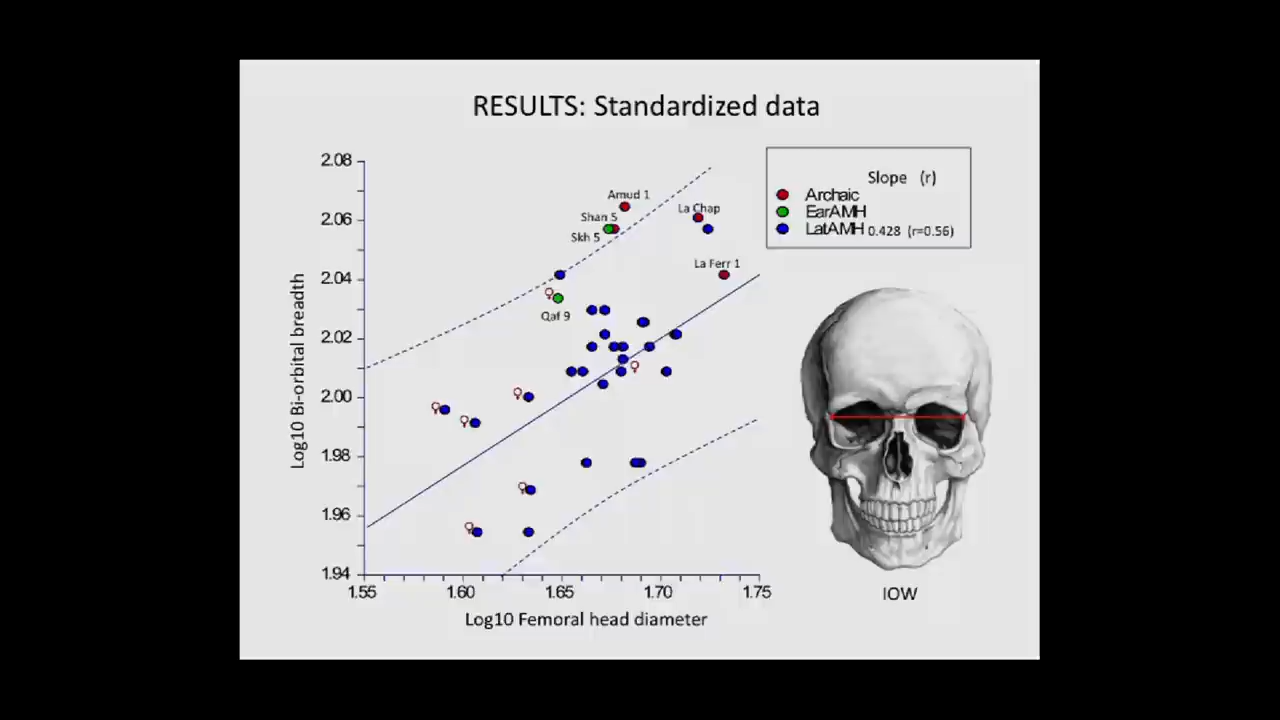 RESULTS: Standardized data
2.08
2.06
2.04
2.02
2.00
1.98
1.96
1.94
Log10 Bi-orbital breadth
1.55 1.60 1.65 1.70 1.75
Log10 Femoral head diameter
Amud 1
Shan 5
Skh 5
La Chap
La Ferr 1
♀
Qaf 9
♀
♀
♀
♀
♀
♀
Slope (r)
Archaic
EarAMH
LatAMH 0.428 (r=0.56)
IOW